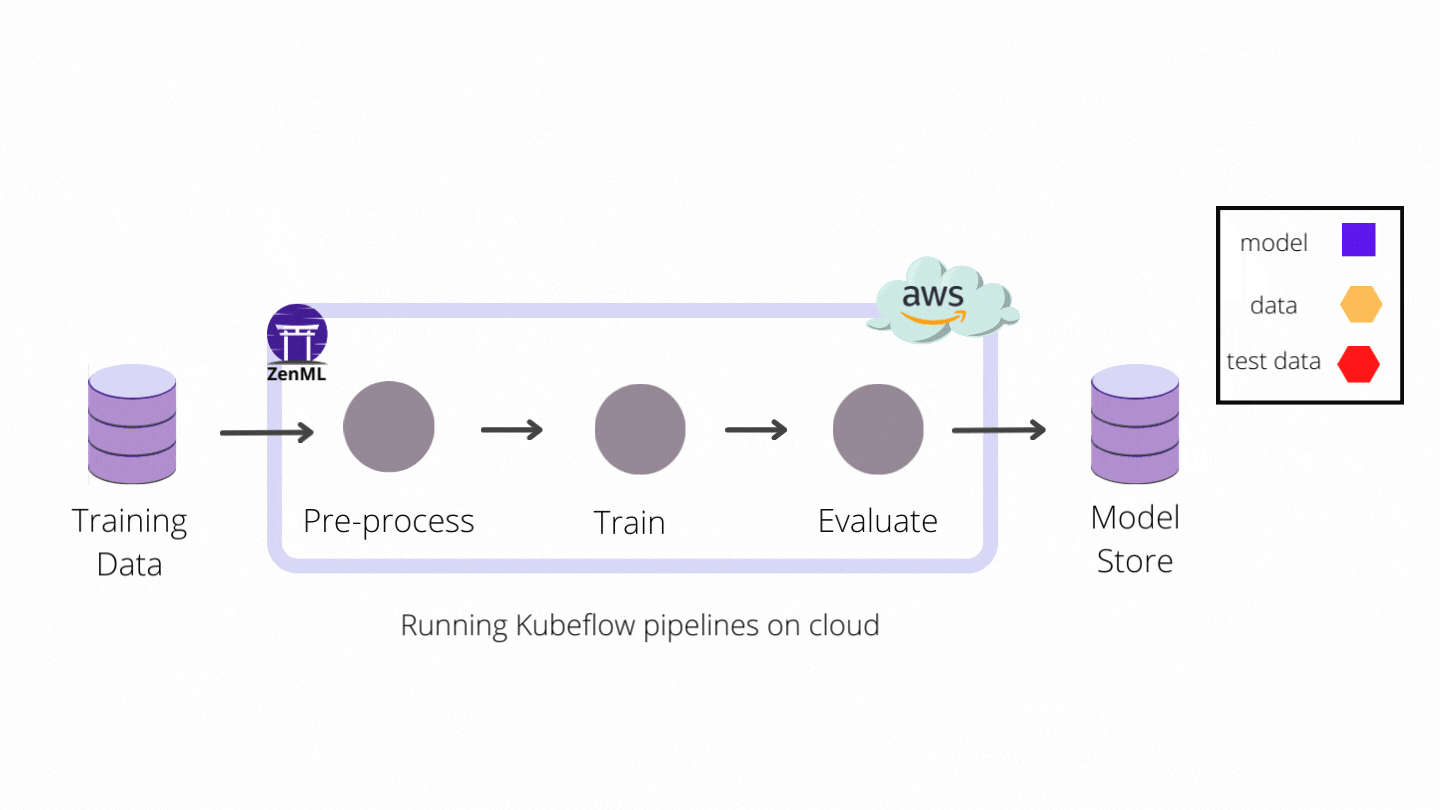 model
data
test data
aws
ZenML
Training
Data
Pre-process
Train
Evaluate
Model
Store
Running Kubeflow pipelines on cloud